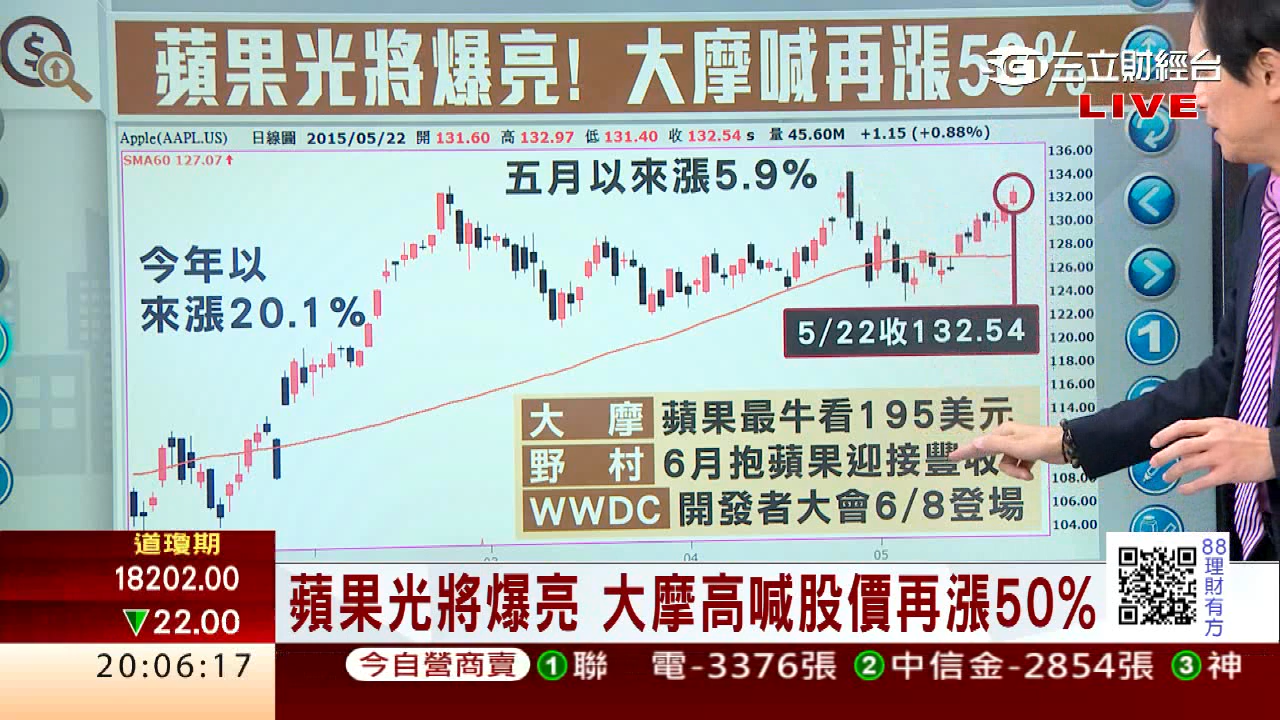 蘋果光將爆亮! 大摩喊再漲50%
三立財經台
LIVE
Apple(AAPL.US) 日線圖 2015/05/22 開 131.60 高 132.97 低 131.40 收 132.54 s 量 45.60M +1.15 (+0.88%)
SMA60 127.07
五月以來漲5.9%
今年以
來漲20.1%
136.00
134.00
132.00
130.00
128.00
126.00
124.00
122.00
120.00
118.00
116.00
114.00
108.00
106.00
104.00
1
5/22收132.54
大 摩 蘋果最牛看195美元
野 村 6月抱蘋果迎接豐收
WWDC 開發者大會6/8登場
04
05
道瓊期
18202.00
▼22.00
20:06:17
蘋果光將爆亮 大摩高喊股價再漲50%
88理財有方
今自營商賣 1 聯 電-3376張 2 中信金-2854張 3 神